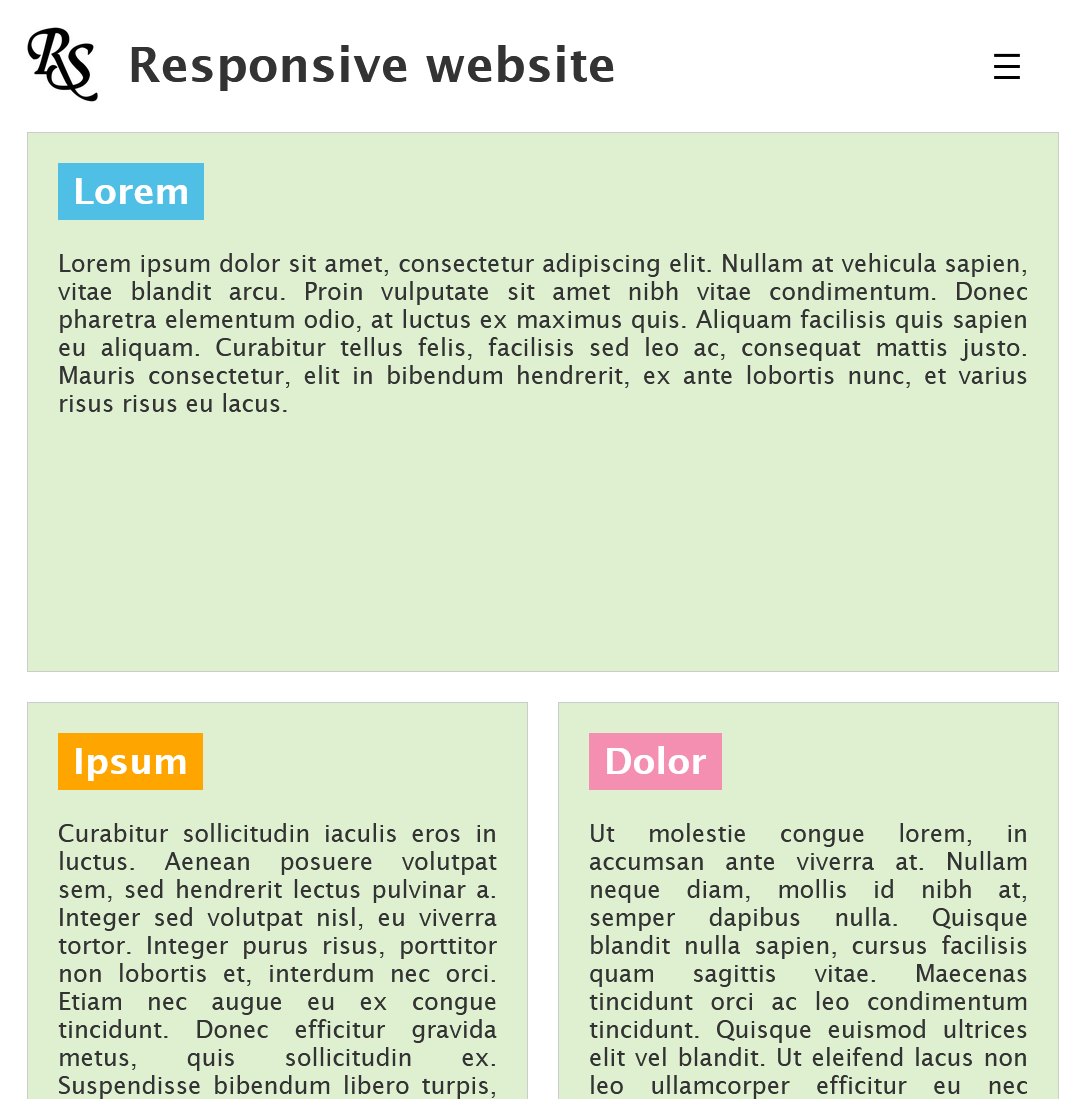 RS
Responsive website
Lorem
Lorem ipsum dolor sit amet, consectetur adipiscing elit. Nullam at vehicula sapien,
vitae blandit arcu. Proin vulputate sit amet nibh vitae condimentum. Donec
pharetra elementum odio, at luctus ex maximus quis. Aliquam facilisis quis sapien
eu aliquam. Curabitur tellus felis, facilisis sed leo ac, consequat mattis justo.
Mauris consectetur, elit in bibendum hendrerit, ex ante lobortis nunc, et varius
risus risus eu lacus.
Ipsum
Curabitur sollicitudin iaculis eros in
luctus. Aenean posuere volutpat
sem, sed hendrerit lectus pulvinar a.
Integer sed volutpat nisl, eu viverra
tortor. Integer purus risus, porttitor
non lobortis et, interdum nec orci.
Etiam nec augue eu ex congue
tincidunt. Donec efficitur gravida
metus, quis sollicitudin ex.
Suspendisse bibendum libero turpis,
Dolor
Ut molestie congue lorem, in
accumsan ante viverra at. Nullam
neque diam, mollis id nibh at,
semper dapibus nulla. Quisque
blandit nulla sapien, cursus facilisis
quam sagittis vitae. Maecenas
tincidunt orci ac leo condimentum
tincidunt. Quisque euismod ultrices
elit vel blandit. Ut eleifend lacus non
leo ullamcorper efficitur eu nec